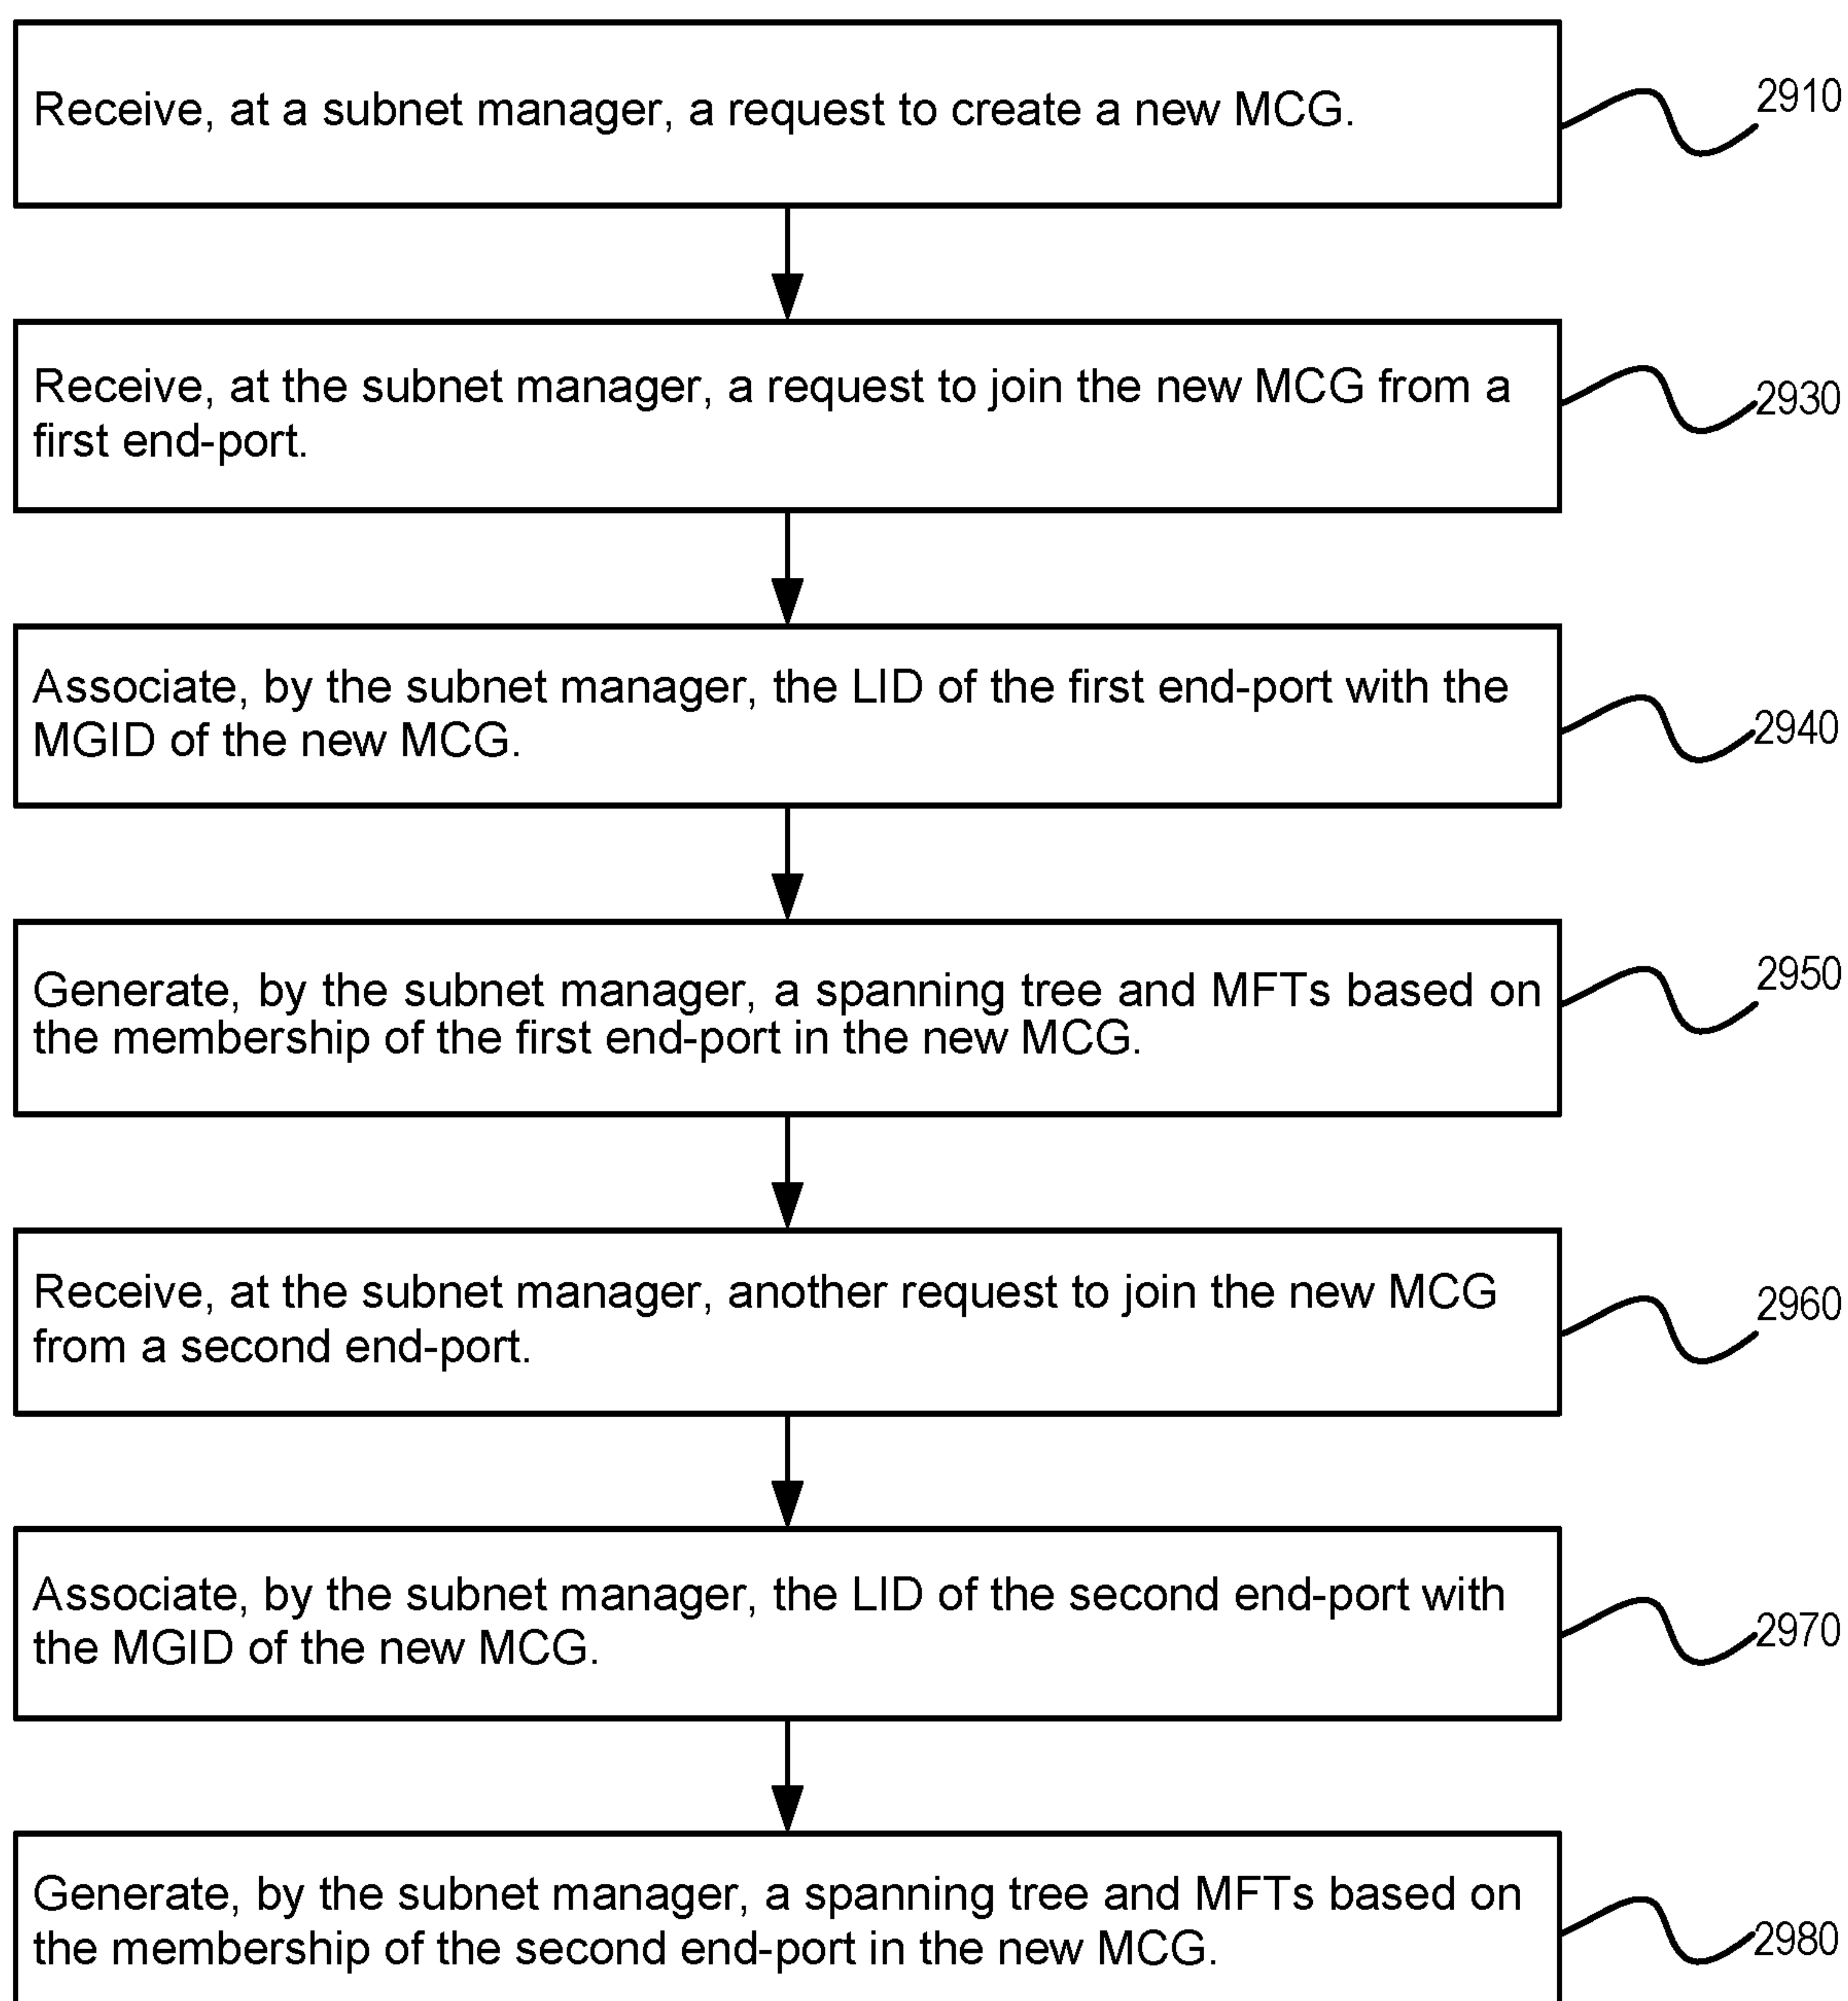 Receive, at a subnet manager, a request to create a new MCG.
2910
Receive, at the subnet manager, a request to join the new MCG from a
first end-port.
2930
Associate, by the subnet manager, the LID of the first end-port with the
MGID of the new MCG.
2940
Generate, by the subnet manager, a spanning tree and MFTs based on
the membership of the first end-port in the new MCG.
2950
Receive, at the subnet manager, another request to join the new MCG
from a second end-port.
2960
Associate, by the subnet manager, the LID of the second end-port with
the MGID of the new MCG.
2970
Generate, by the subnet manager, a spanning tree and MFTs based on
the membership of the second end-port in the new MCG.
2980